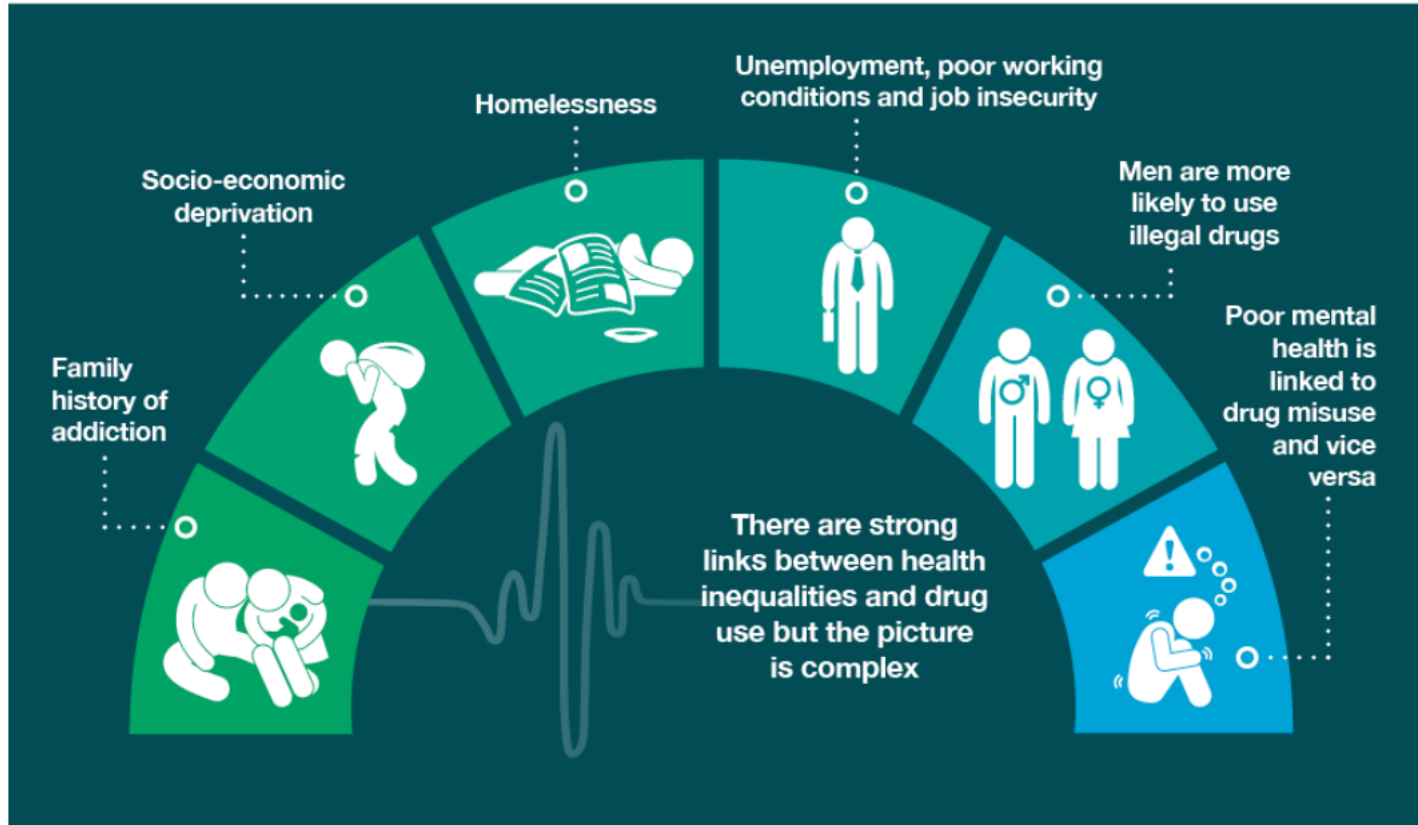 Family
history of
addiction
Socio-economic
deprivation
Homelessness
Unemployment, poor working
conditions and job insecurity
Men are more
likely to use
illegal drugs
Poor mental
health is
linked to
drug misuse
and vice
versa
There are strong
links between health
inequalities and drug
use but the picture
is complex